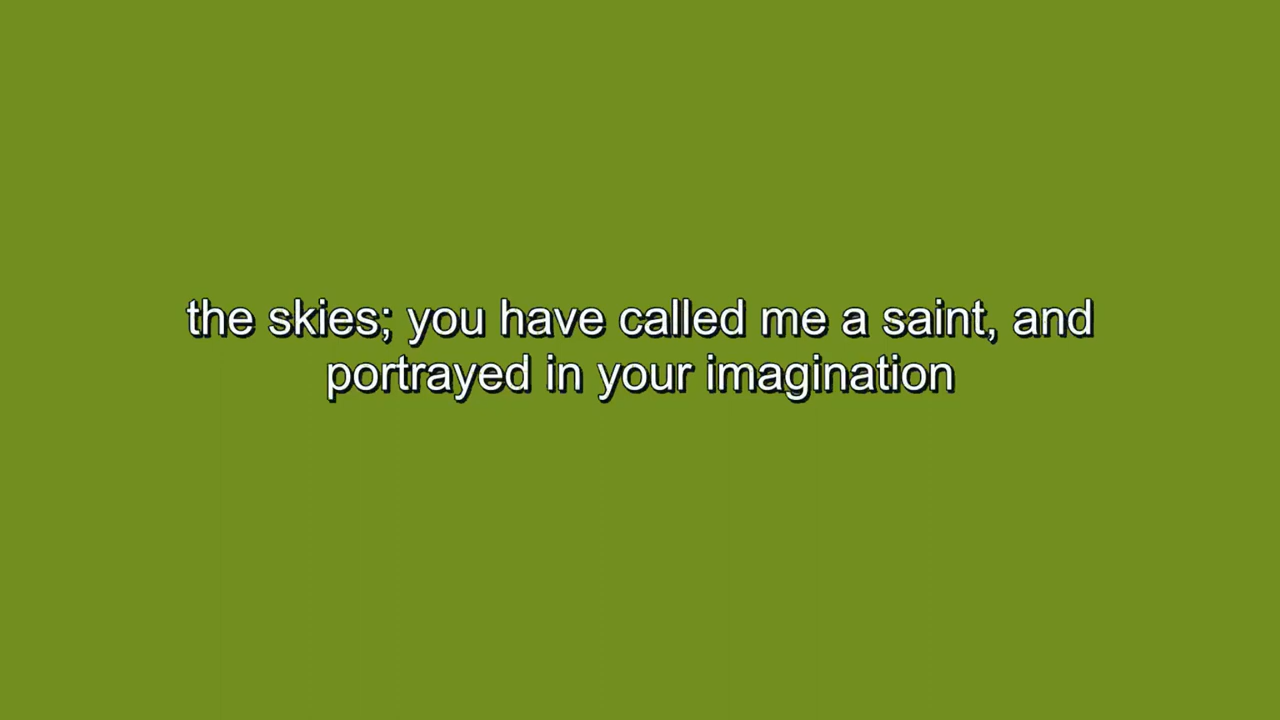 the skies; you have called me a saint, and
portrayed in your imagination